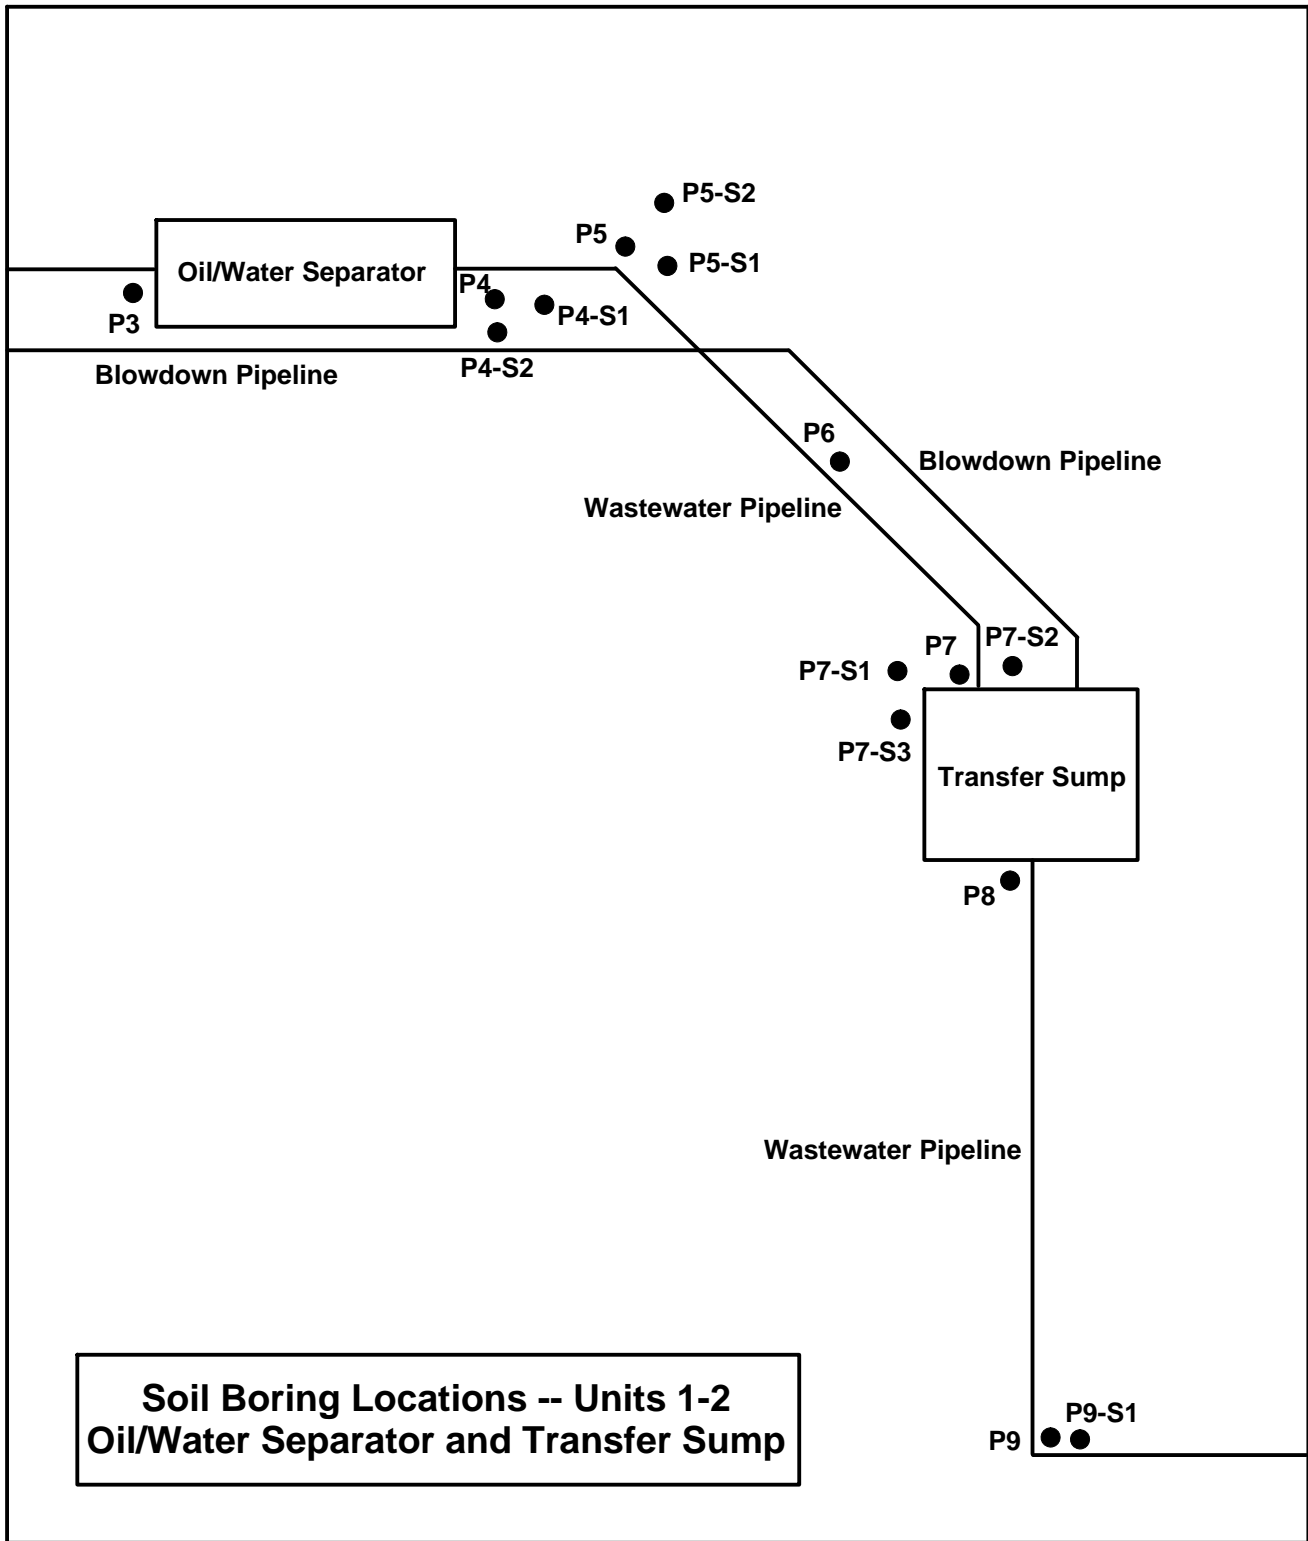 P5-S2
P5
P5-S1
Oil/Water Separator
P4
P3
P4-S1
P4-S2
Blowdown Pipeline
P6
Blowdown Pipeline
Wastewater Pipeline
P7-S2
P7
P7-S1
P7-S3
Transfer Sump
P8
Wastewater Pipeline
Soil Boring Locations -- Units 1-2
Oil/Water Separator and Transfer Sump
P9-S1
P9